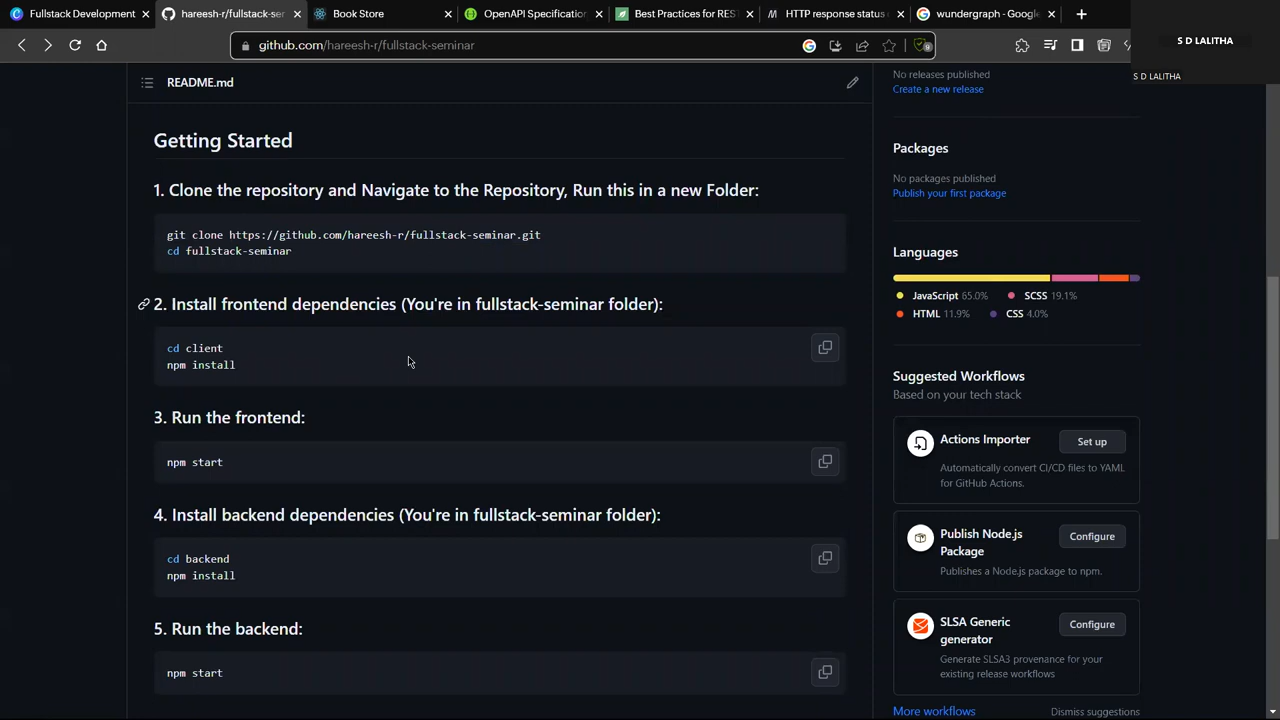 Fullstack Development
hareesh-r/fullstack-ser
Book Store
OpenAPI Specification
Best Practices for REST
HTTP response status
wundergraph - Google
github.com/hareesh-r/fullstack-seminar
S D LALITHA
S D LALITHA
README.md
Getting Started
1. Clone the repository and Navigate to the Repository, Run this in a new Folder:
git clone https://github.com/hareesh-r/fullstack-seminar.git
cd fullstack-seminar
2. Install frontend dependencies (You're in fullstack-seminar folder):
cd client
npm install
3. Run the frontend:
npm start
4. Install backend dependencies (You're in fullstack-seminar folder):
cd backend
npm install
5. Run the backend:
npm start
No releases published
Create a new release
Packages
No packages published
Publish your first package
Languages
JavaScript 65.0%
SCSS 19.1%
HTML 11.9%
CSS 4.0%
Suggested Workflows
Based on your tech stack
Actions Importer
Set up
Automatically convert CI/CD files to YAML
for GitHub Actions.
Publish Node.js
Package
Configure
Publishes a Node.js package to npm.
SLSA Generic
generator
Configure
Generate SLSA3 provenance for your
existing release workflows
More workflows
Dismiss suggestions